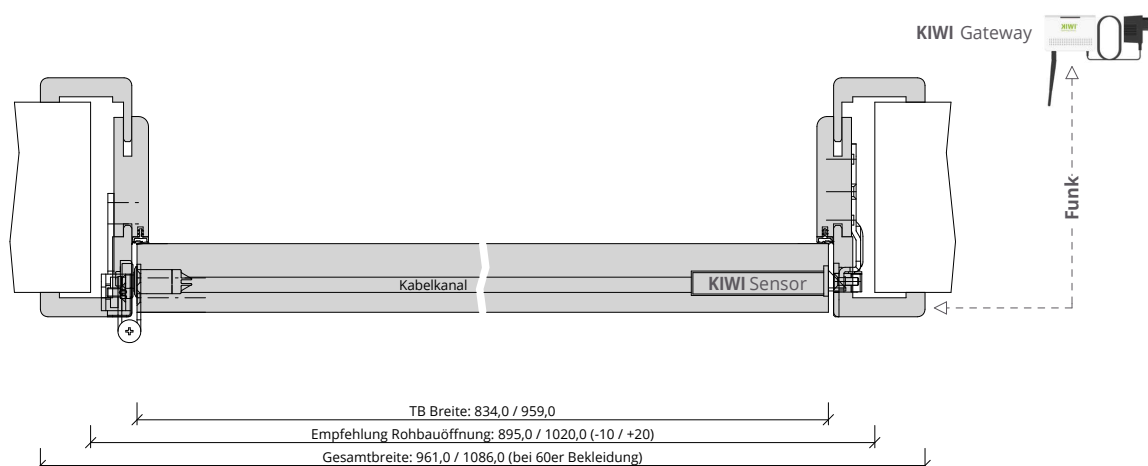 KIWI Gateway
KIWI
Funk
Kabelkanal
KIWI Sensor
TB Breite: 834,0 / 959,0
Empfehlung Rohbauöffnung: 895,0 / 1020,0 (-10 / +20)
Gesamtbreite: 961,0 / 1086,0 (bei 60er Bekleidung)